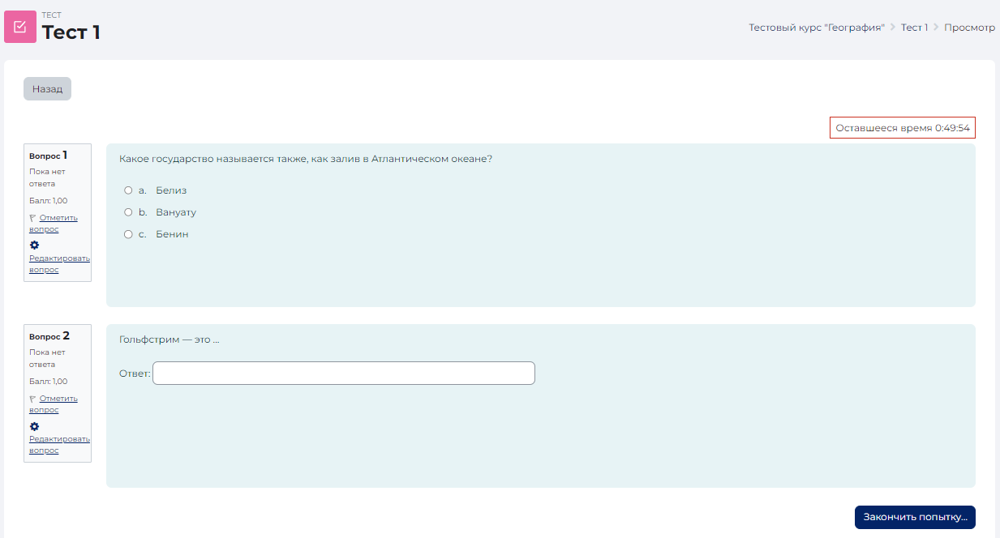 ТЕСТ
Тест 1
Тестовый курс "География" > Тест 1 > Просмотр
Назад
Оставшееся время 0:49:54
Вопрос 1
Пока нет
ответа
Балл: 1,00
Отметить
вопрос
Редактировать
вопрос
Какое государство называется также, как залив в Атлантическом океане?
a. Белиз
b. Вануату
c. Бенин
Вопрос 2
Пока нет
ответа
Балл: 1,00
Отметить
вопрос
Редактировать
вопрос
Гольфстрим — это ...
Ответ:
Закончить попытку...